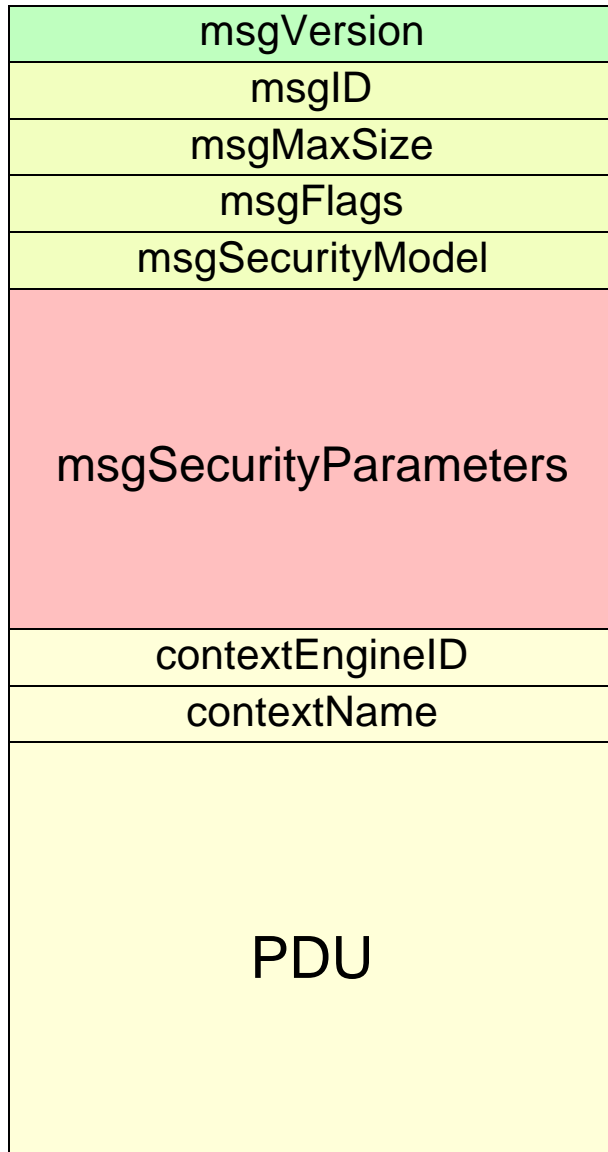 msgVersion
msgID
msgMaxSize
msgFlags
msgSecurityModel
msgSecurityParameters
contextEngineID
contextName
PDU